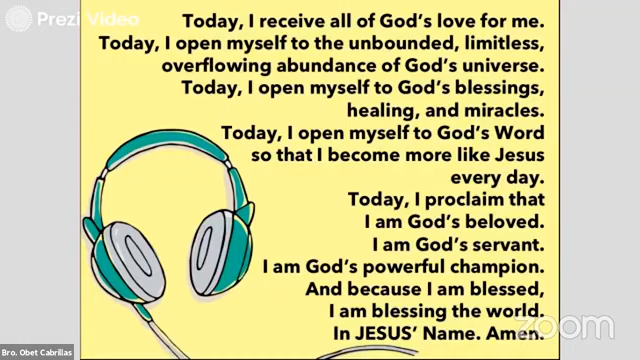 Prezi Video
Today, I receive all of God's love for me.
Today, I open myself to the unbounded, limitless,
overflowing abundance of God's universe.
Today, I open myself to God's blessings,
healing, and miracles.
Today, I open myself to God's Word
so that I become more like Jesus
every day.
Today, I proclaim that
I am God's beloved.
I am God's servant.
I am God's powerful champion.
And because I am blessed,
I am blessing the world.
In JESUS' Name. Amen.
zoom
Bro. Obet Cabrillas